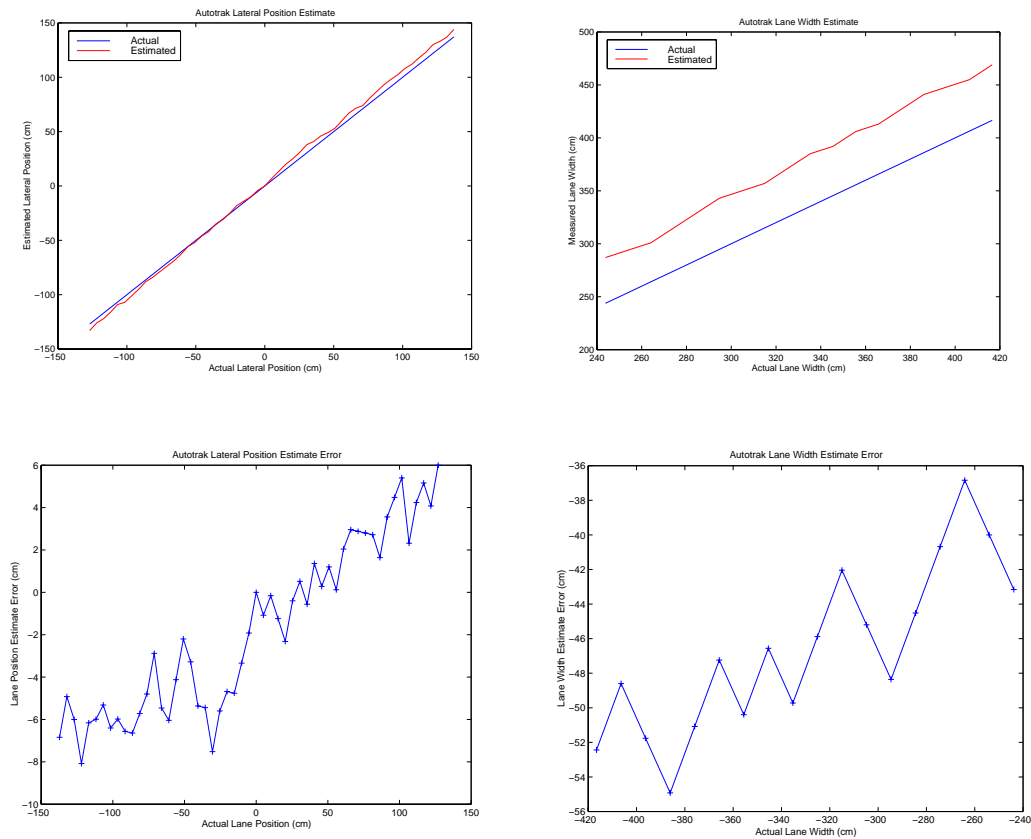 Autotrak Lateral Position Estimate
150
100
50
0
−50
−100
−150
Actual
Estimated
Estimated Lateral Position (cm)
−150 −100 −50 0 50 100 150
Actual Lateral Position (cm)
Autotrak Lane Width Estimate
500
450
400
350
300
250
200
Actual
Estimated
Measured Lane Width (cm)
240 260 280 300 320 340 360 380 400 420
Actual Lane Width (cm)
Autotrak Lateral Position Estimate Error
6
4
2
0
−2
−4
−6
−8
−10
Lane Position Estimate Error (cm)
−150 −100 −50 0 50 100 150
Actual Lane Position (cm)
Autotrak Lane Width Estimate Error
−36
−38
−40
−42
−44
−46
−48
−50
−52
−54
−56
Lane Width Estimate Error (cm)
−420 −400 −380 −360 −340 −320 −300 −280 −260 −240
Actual Lane Width (cm)